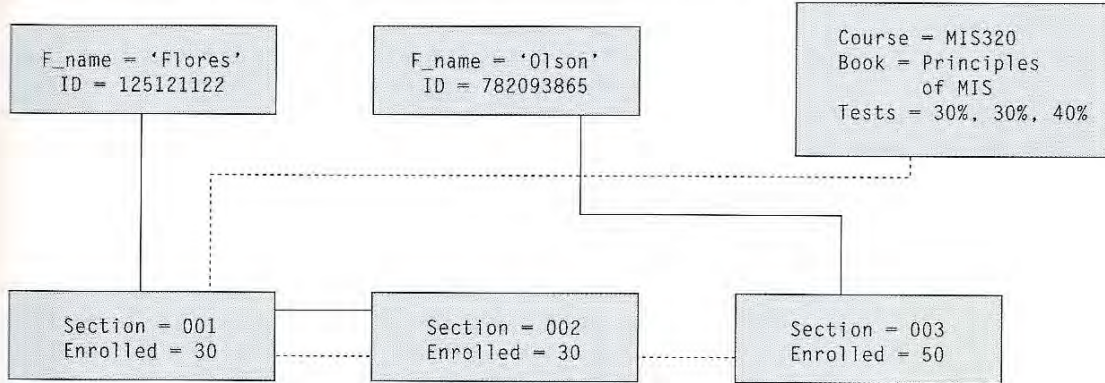 F_name = ‘Flores’
ID = 125121122
F_name = ‘Olson’
ID = 782093865
Course = MIS320
Book = Principles
of MIS
Tests = 30%, 30%, 40%
Section = 001
Enrolled = 30
Section = 002
Enrolled = 30
Section = 003
Enrolled = 50